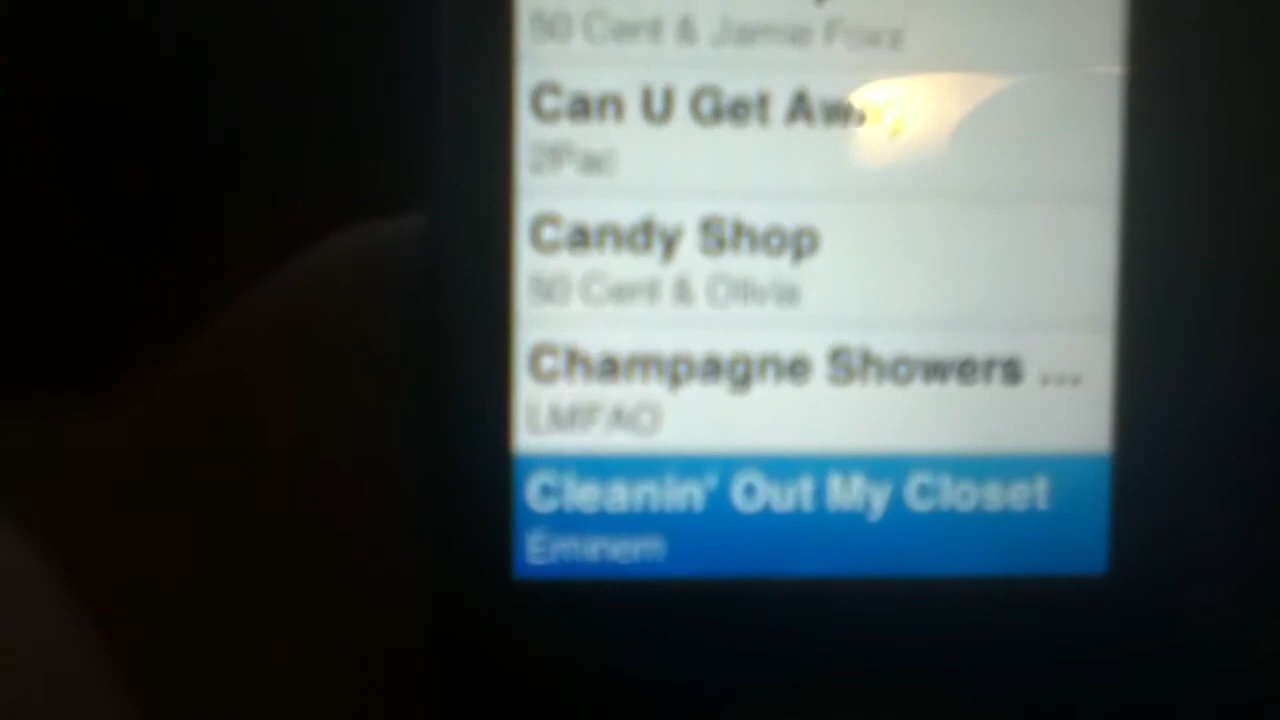 50 Cent & Jamie Foxx
Can U Get
2Pac
Candy Shop
50 Cent & Olivia
Champagne Showers ...
LMFAO
Cleanin' Out My Closet
Eminem